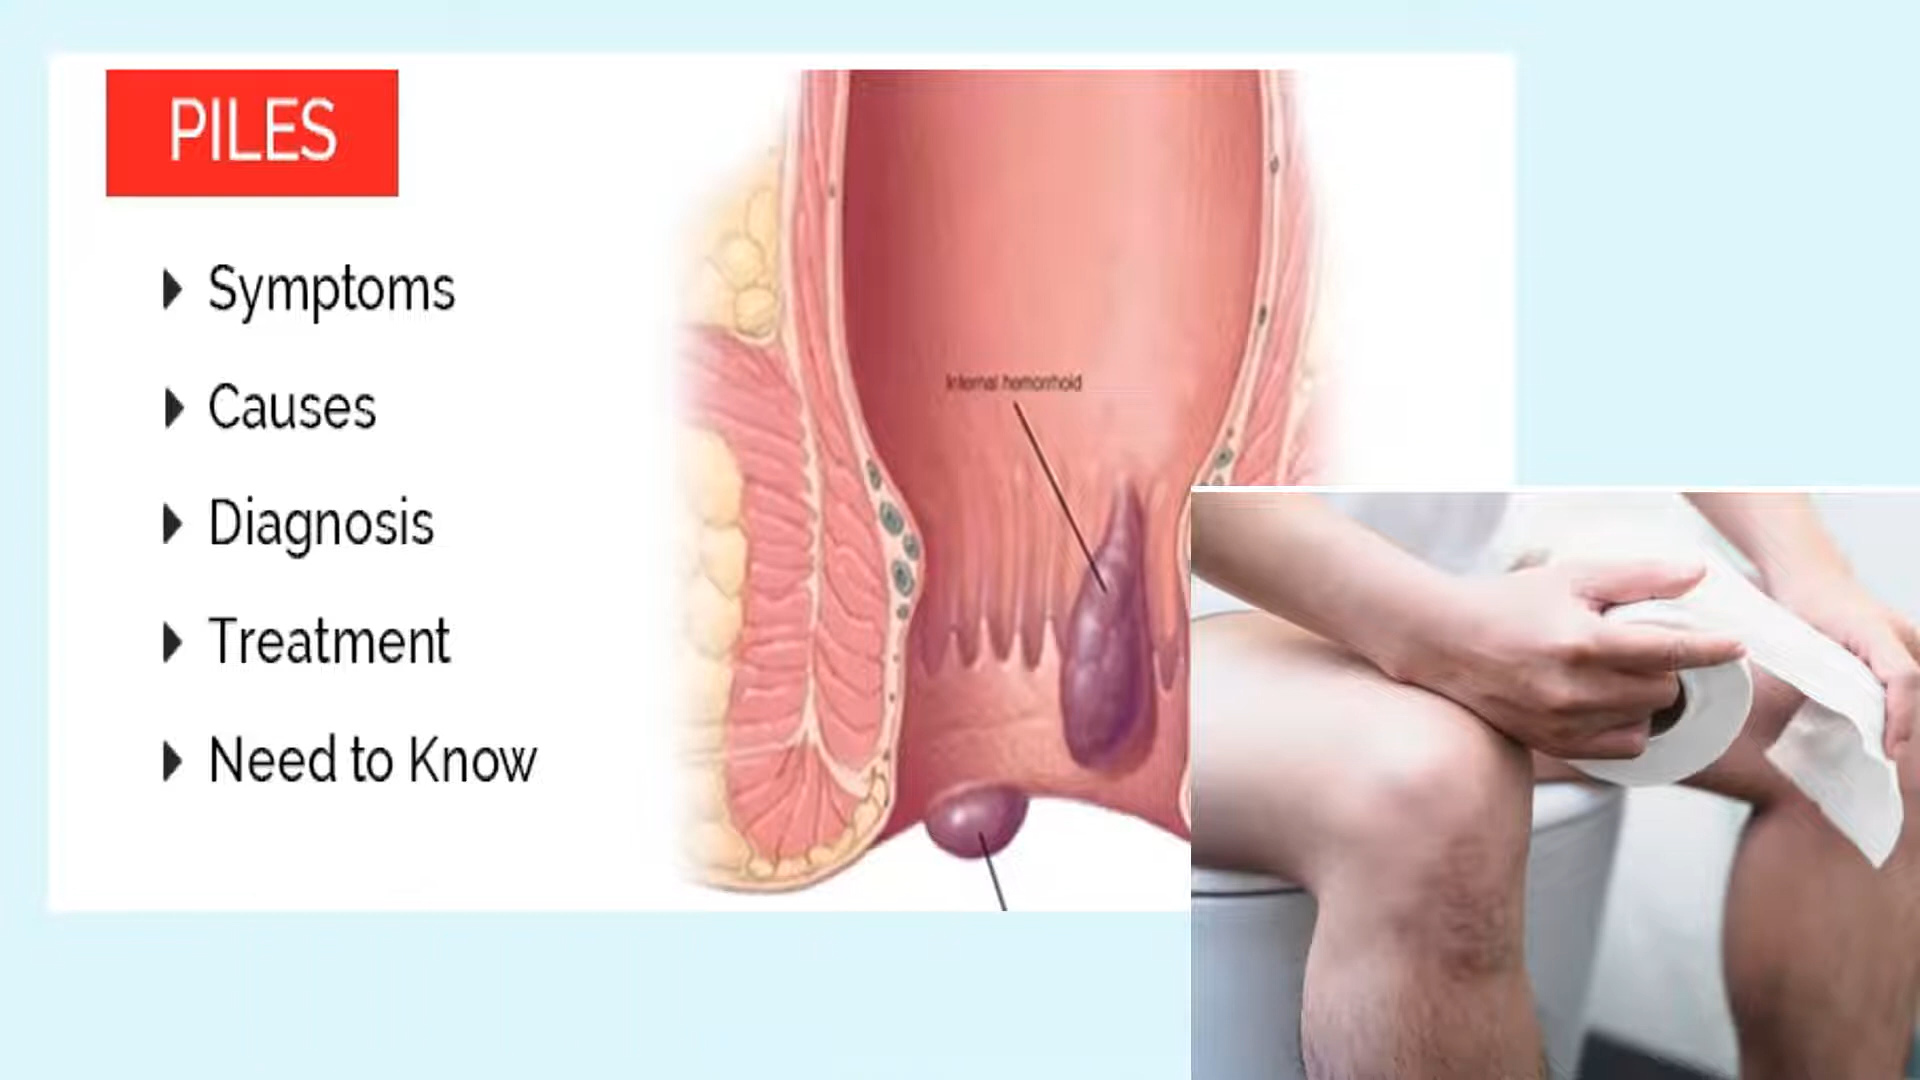 PILES
Symptoms
Causes
Diagnosis
Treatment
Need to Know
Internal hemorrhoid